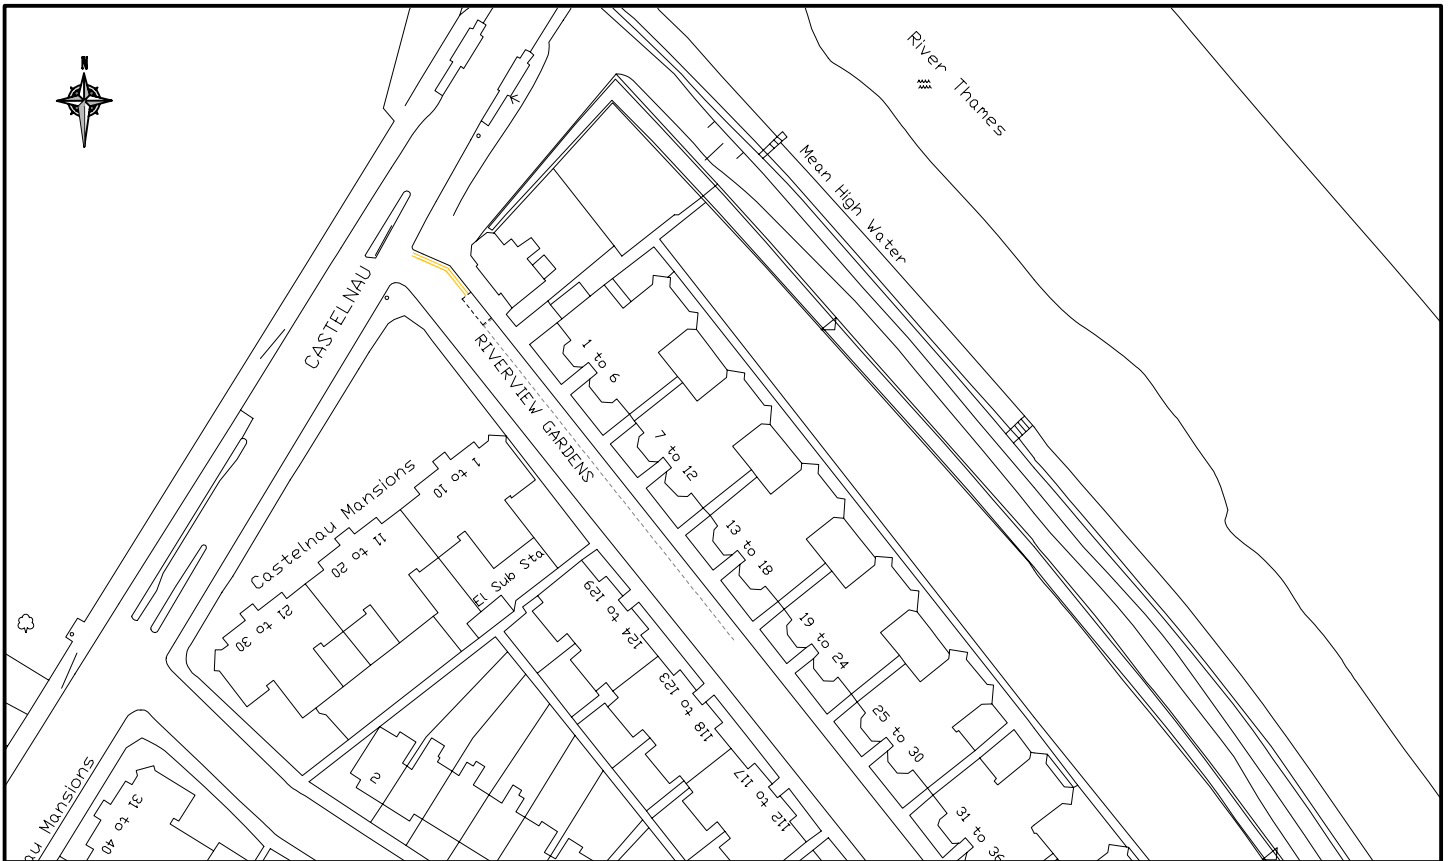 N
River Thames
Mean High Water
CASTELNAU
RIVERVIEW GARDENS
1 to 6
7 to 12
13 to 18
19 to 24
25 to 30
31 to 36
Castelnau Mansions
1 to 10
11 to 20
21 to 30
El Sub Sta
124 to 129
118 to 123
112 to 117
2
31 to 40
au Mansions